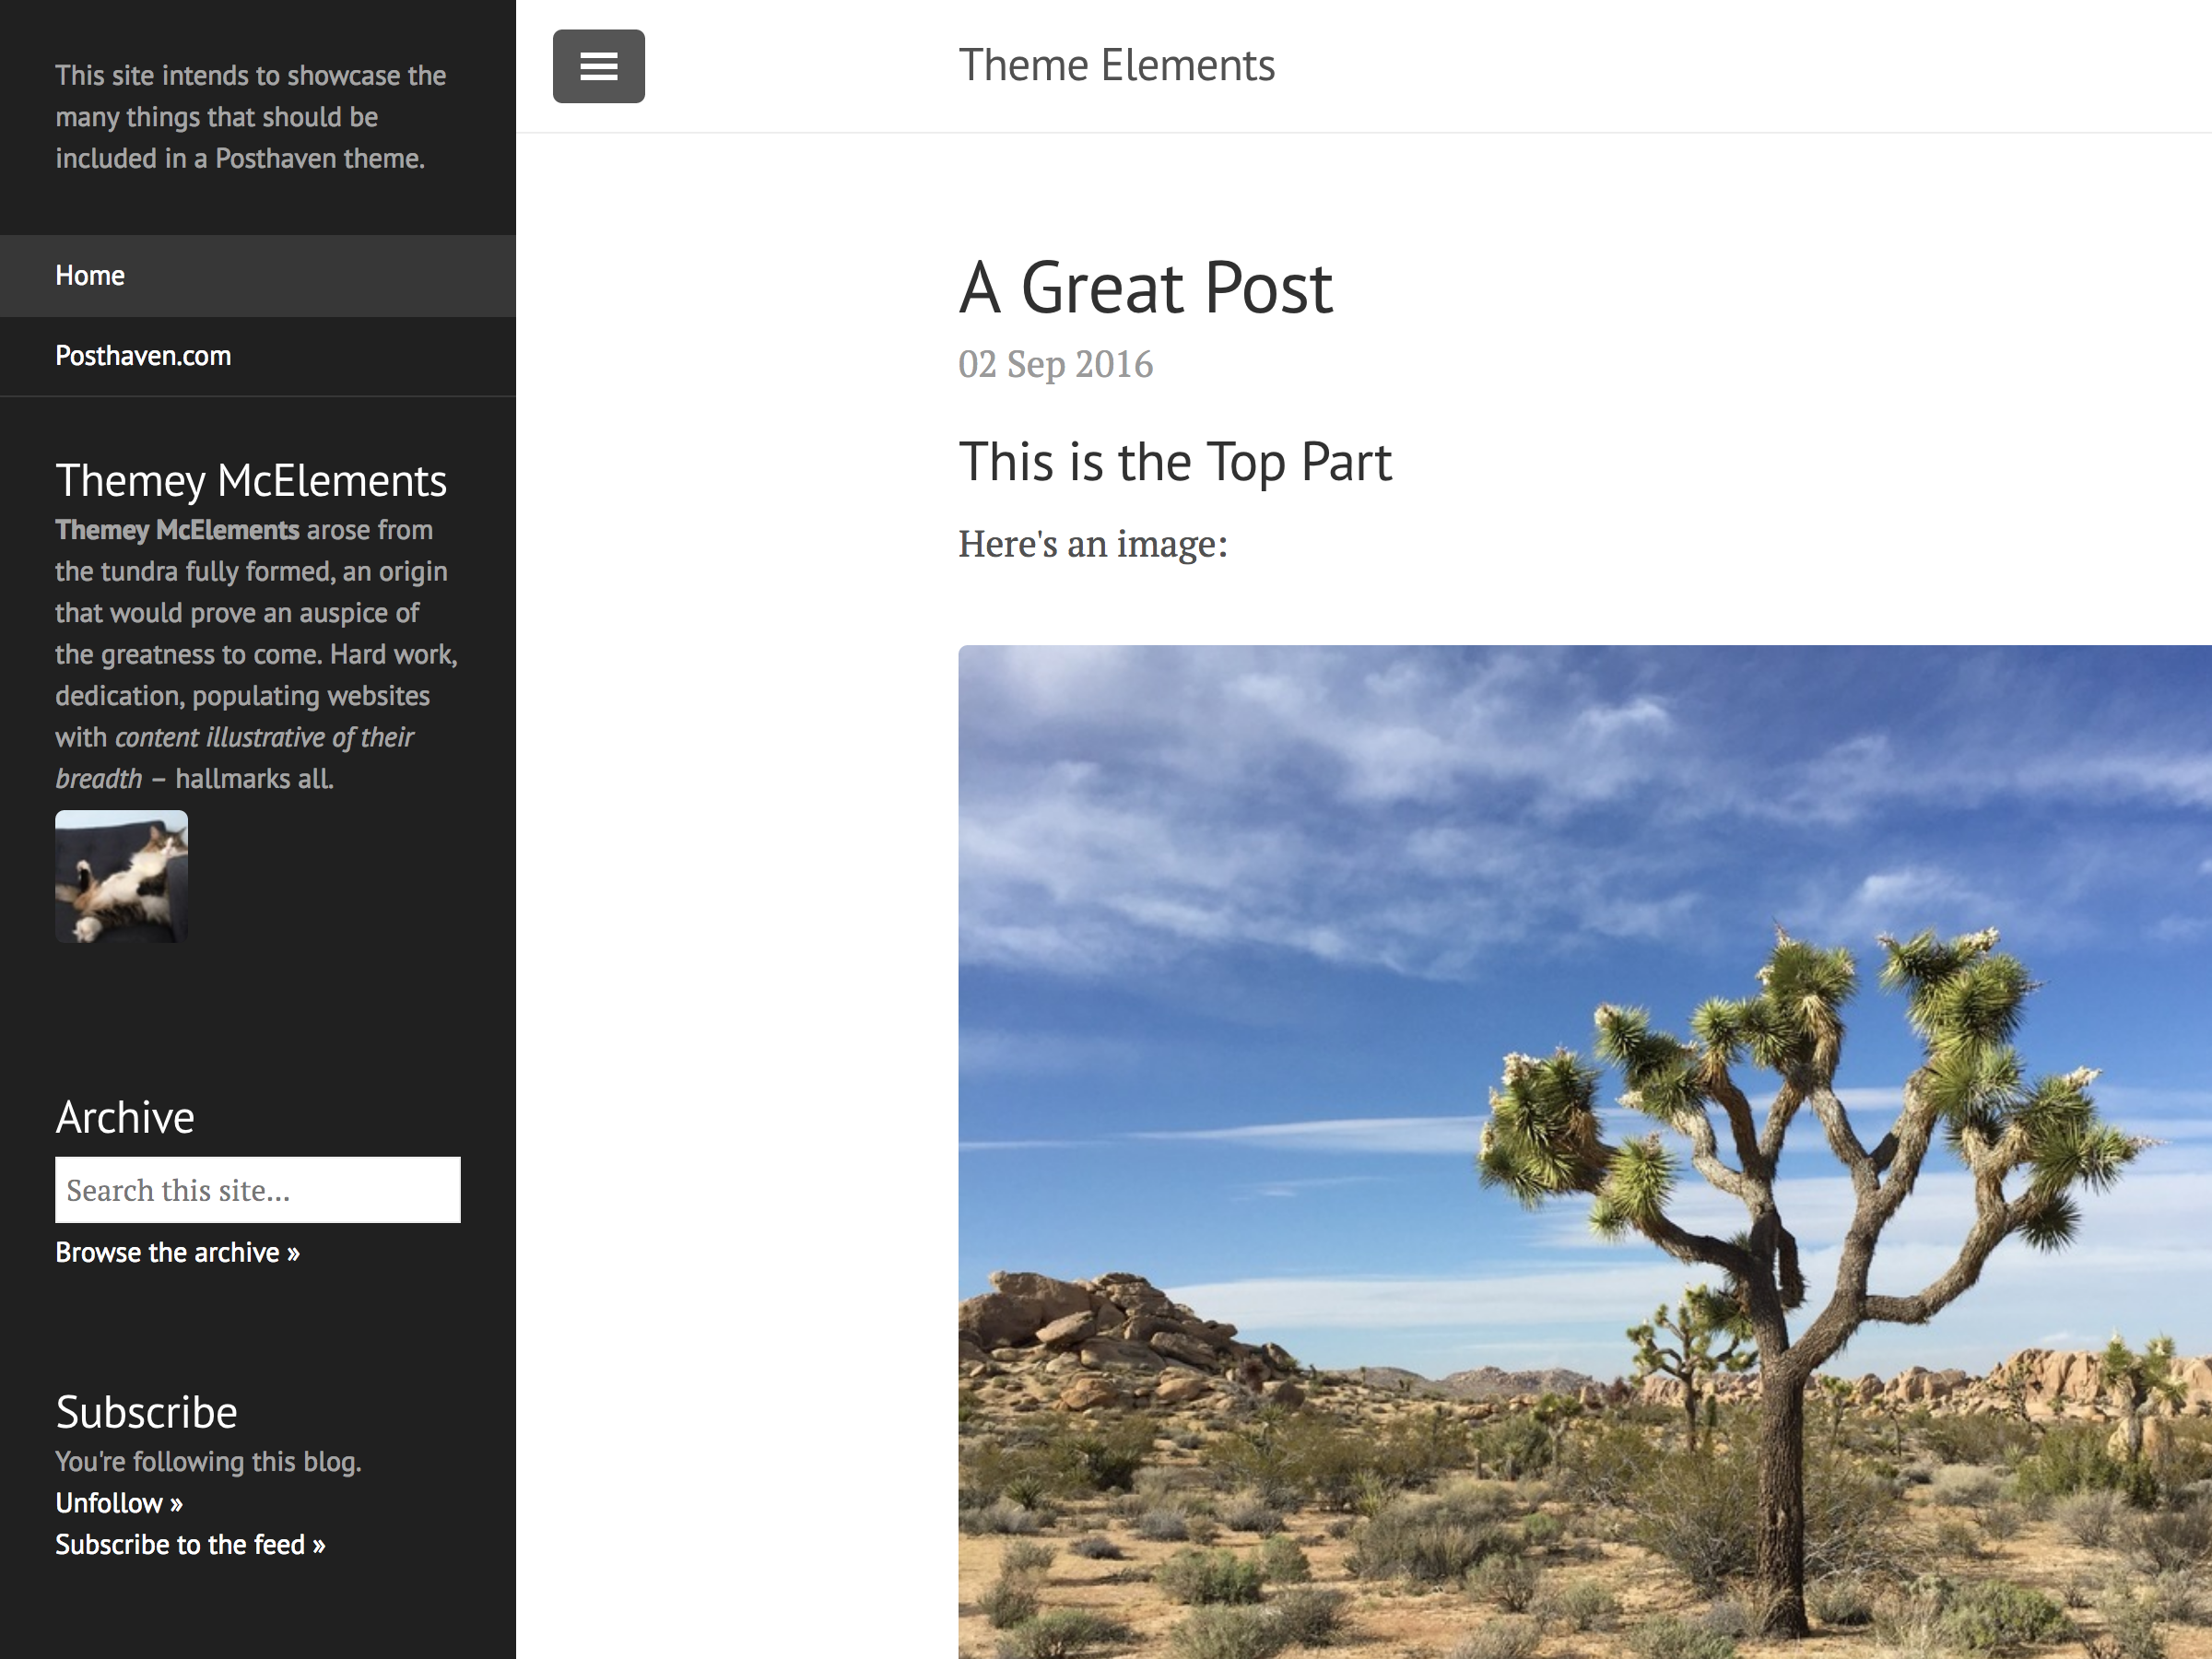 This site intends to showcase the
many things that should be
included in a Posthaven theme.
Home
Posthaven.com
Themey McElements
Themey McElements arose from
the tundra fully formed, an origin
that would prove an auspice of
the greatness to come. Hard work,
dedication, populating websites
with content illustrative of their
breadth – hallmarks all.
Archive
Search this site...
Browse the archive »
Subscribe
You're following this blog.
Unfollow »
Subscribe to the feed »
Theme Elements
A Great Post
02 Sep 2016
This is the Top Part
Here's an image: